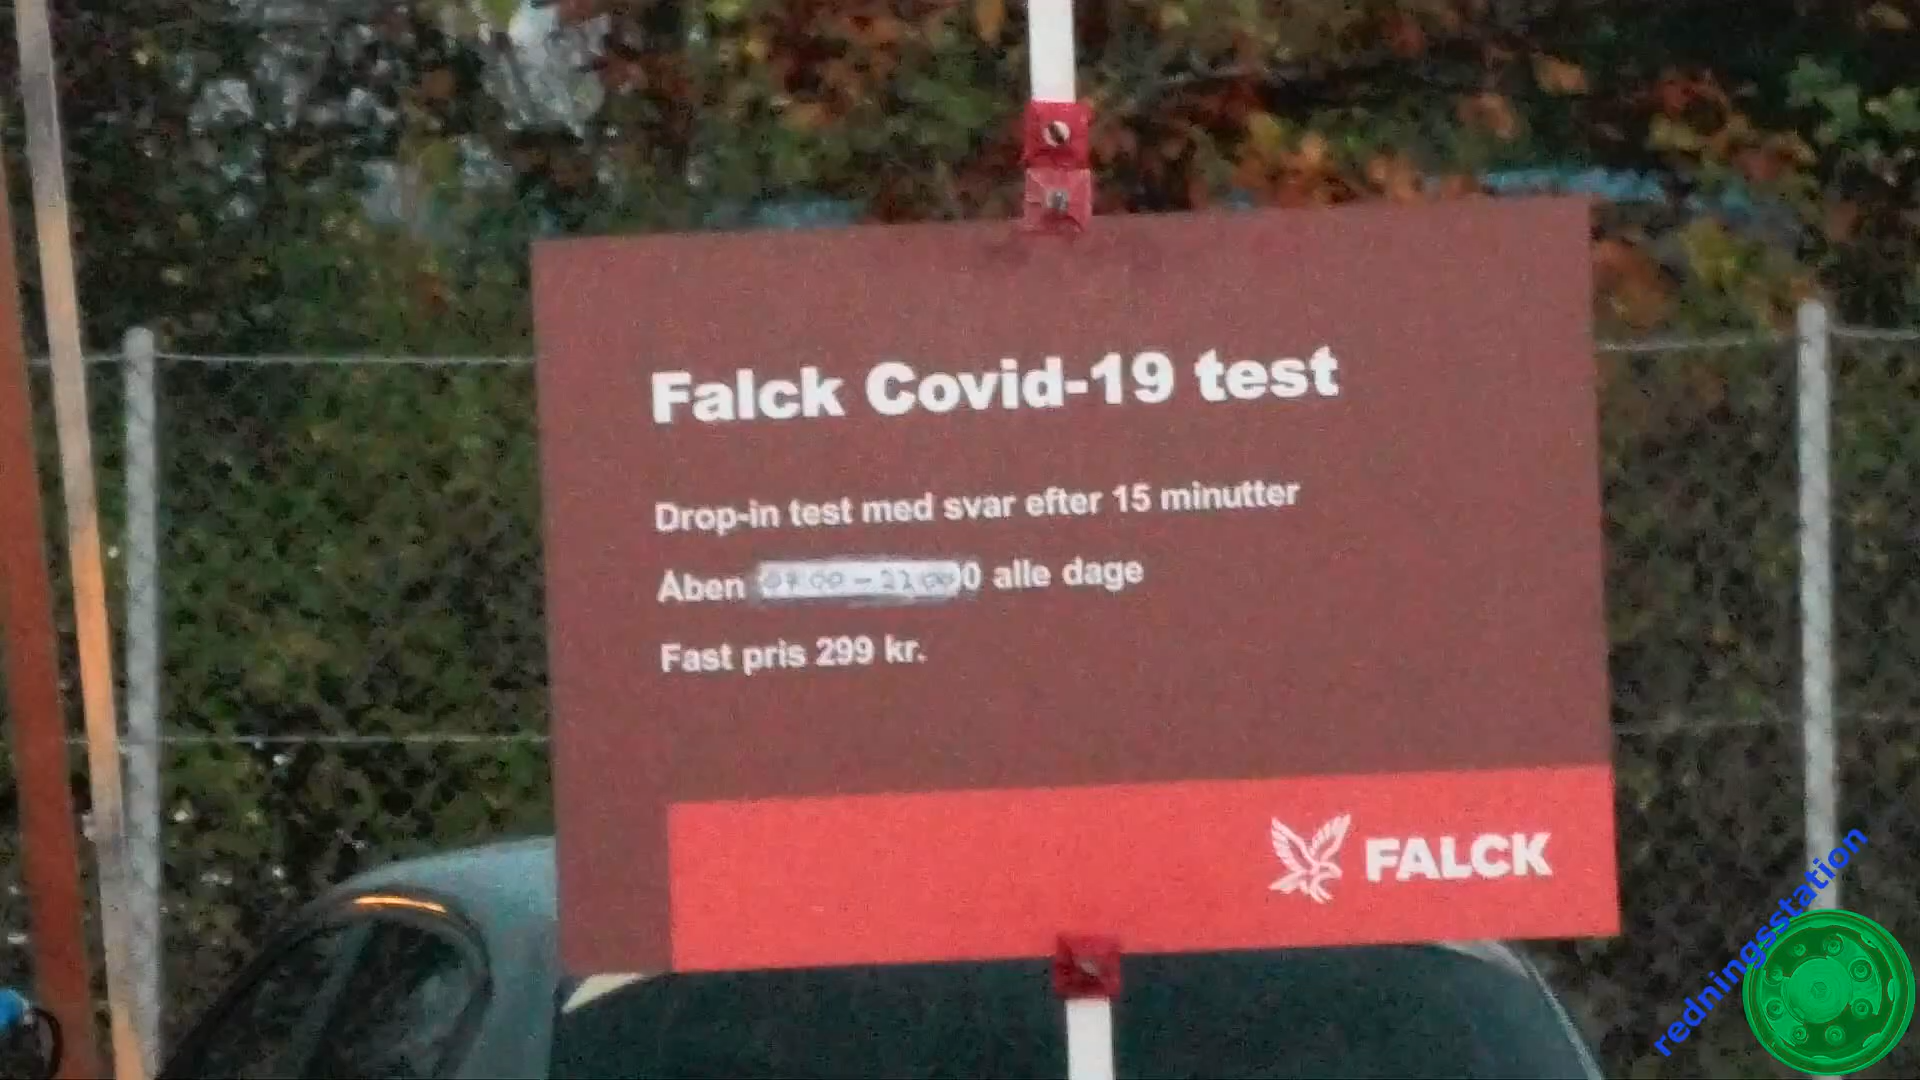 Falck Covid-19 test
Drop-in test med svar efter 15 minutter
Åben alle dage
Fast pris 299 kr.
FALCK
redningsstation